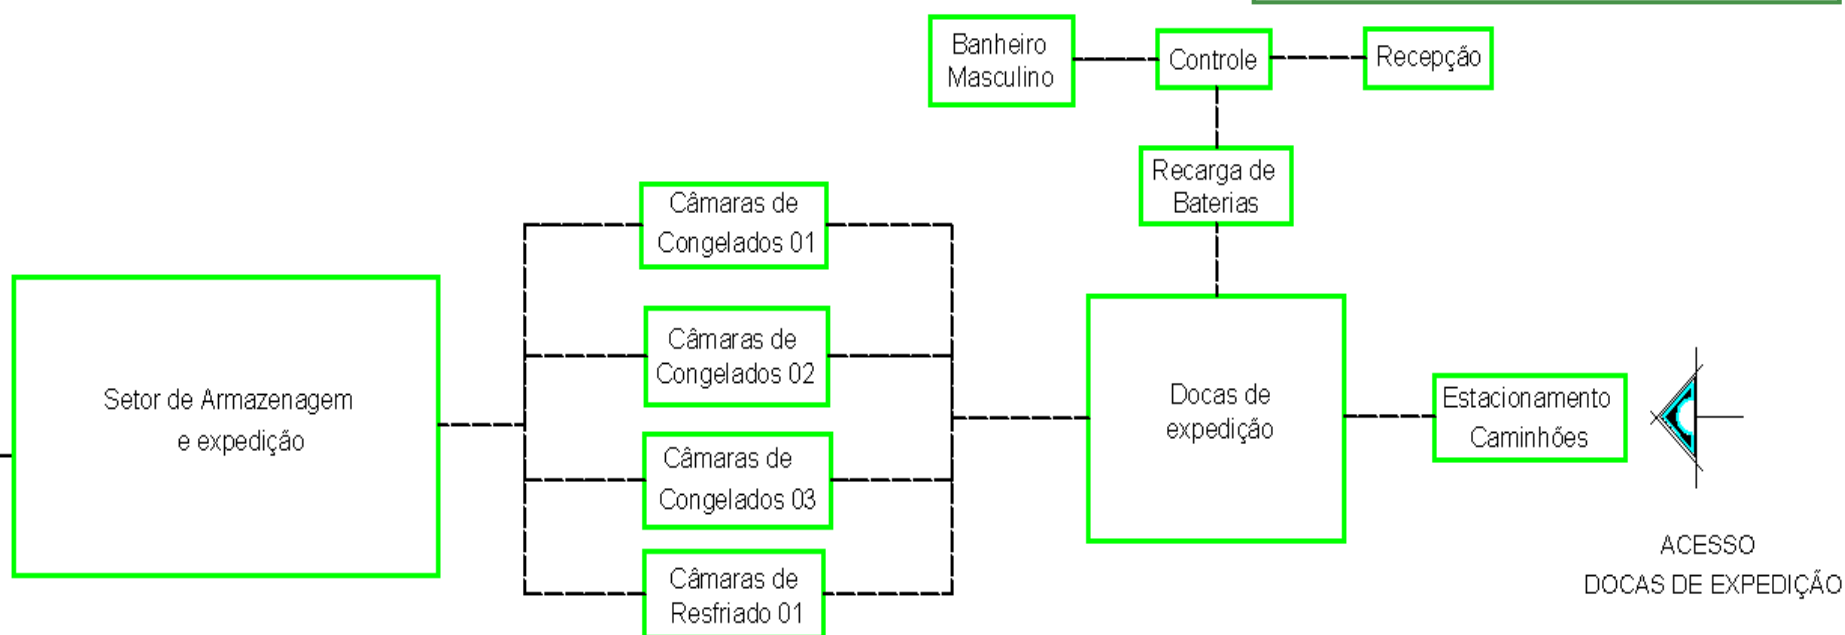 Banheiro
Masculino
Controle
Recepção
Recarga de
Baterias
Câmaras de
Congelados 01
Câmaras de
Congelados 02
Câmaras de
Congelados 03
Câmaras de
Resfriado 01
Setor de Armazenagem
e expedição
Docas de
expedição
Estacionamento
Caminhões
ACESSO
DOCAS DE EXPEDIÇÃO